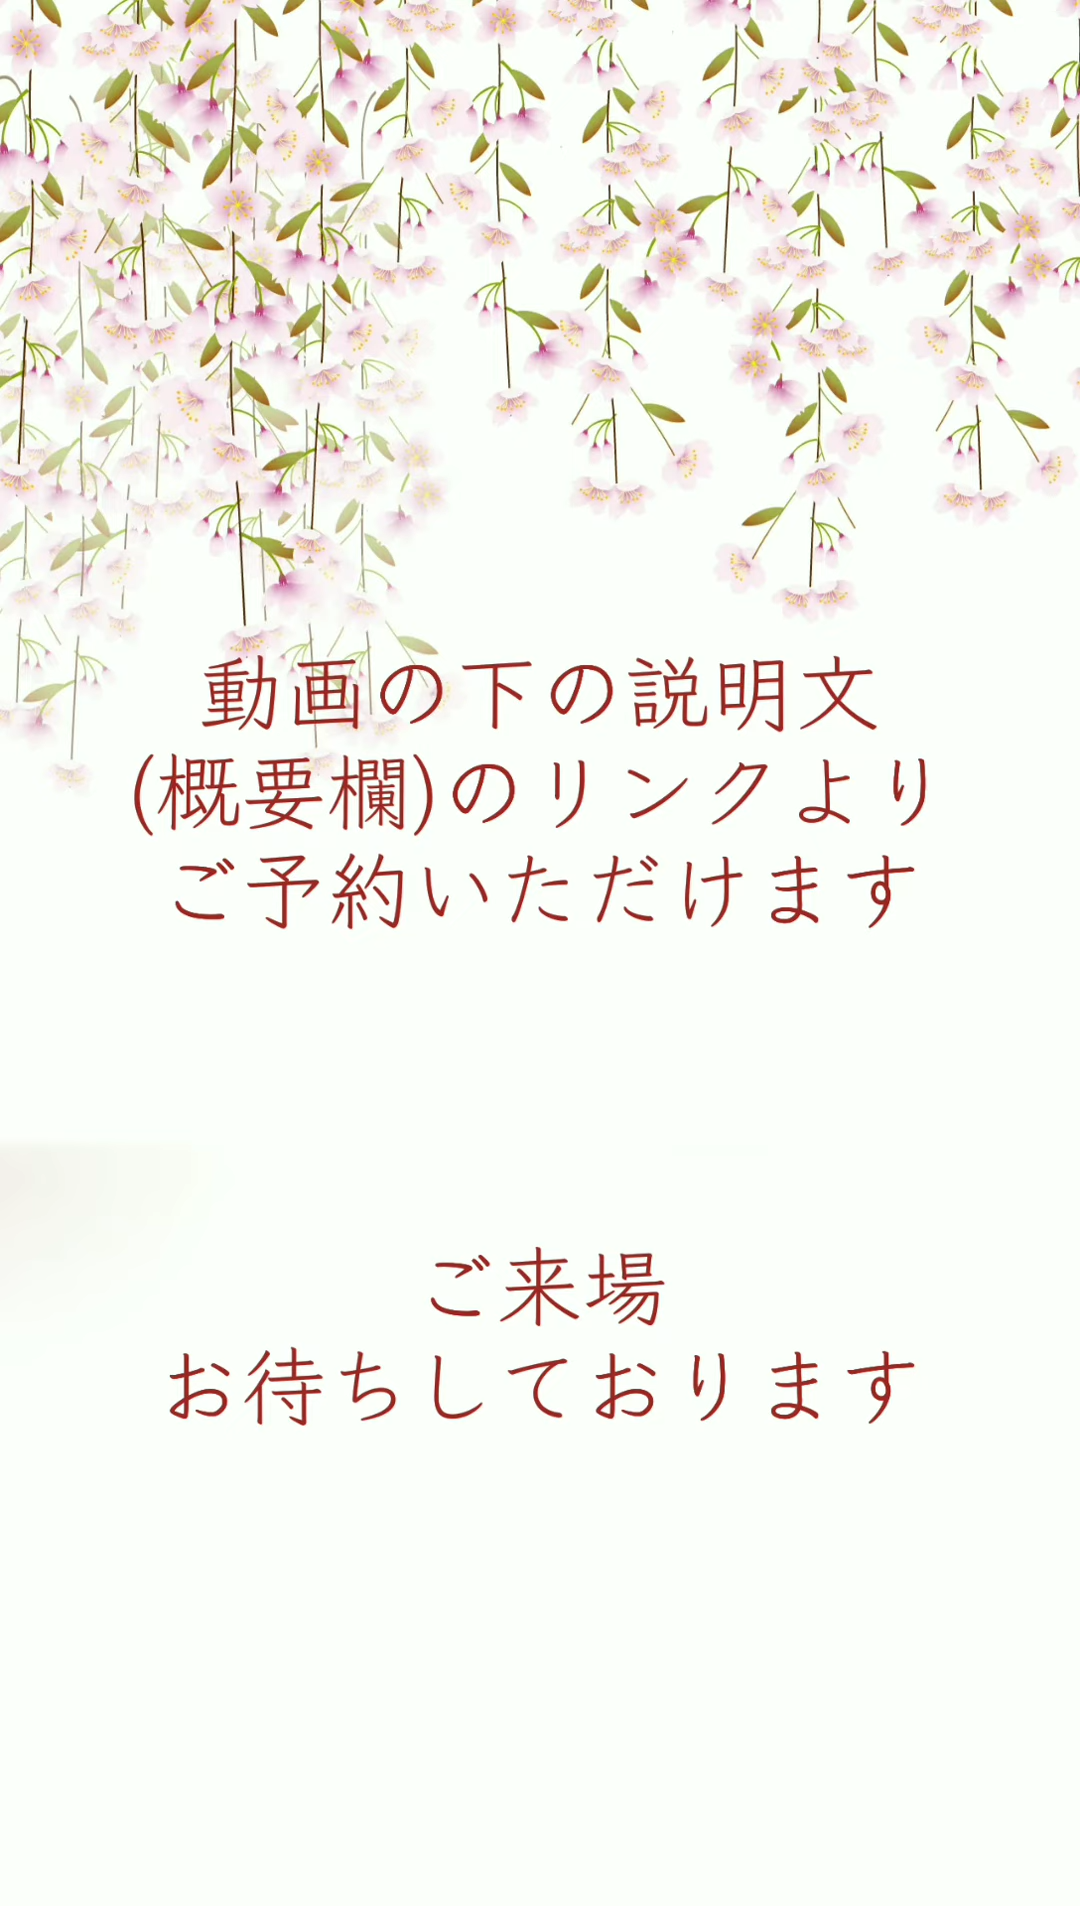 動画の下の説明文
(概要欄)のリンクより
ご予約いただけます
ご来場
お待ちしております